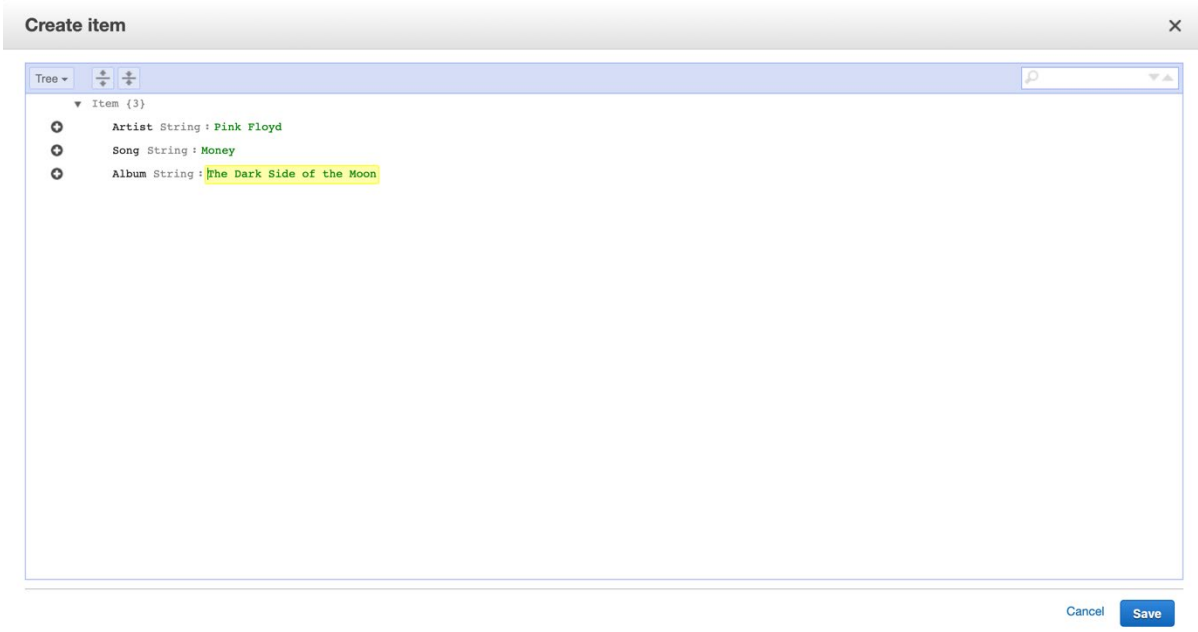 Create item
Tree
Item {3}
Artist String : Pink Floyd
Song String : Money
Album String : The Dark Side of the Moon
Cancel Save